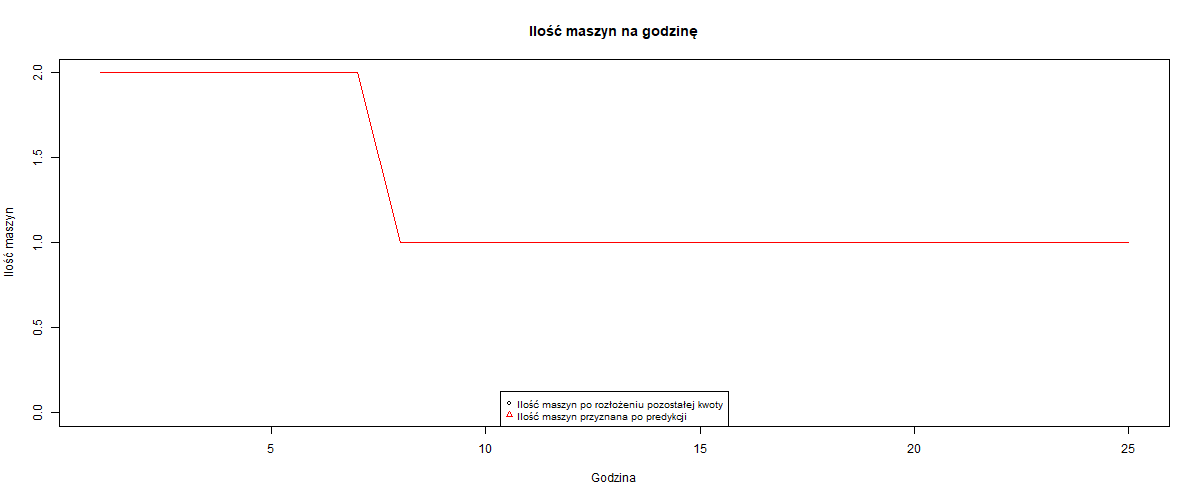 Ilość maszyn na godzinę
Ilość maszyn
2.0
1.5
1.0
0.5
0.0
Ilość maszyn po rozłożeniu pozostałej kwoty
Ilość maszyn przyznana po predykcji
5 10 15 20 25
Godzina